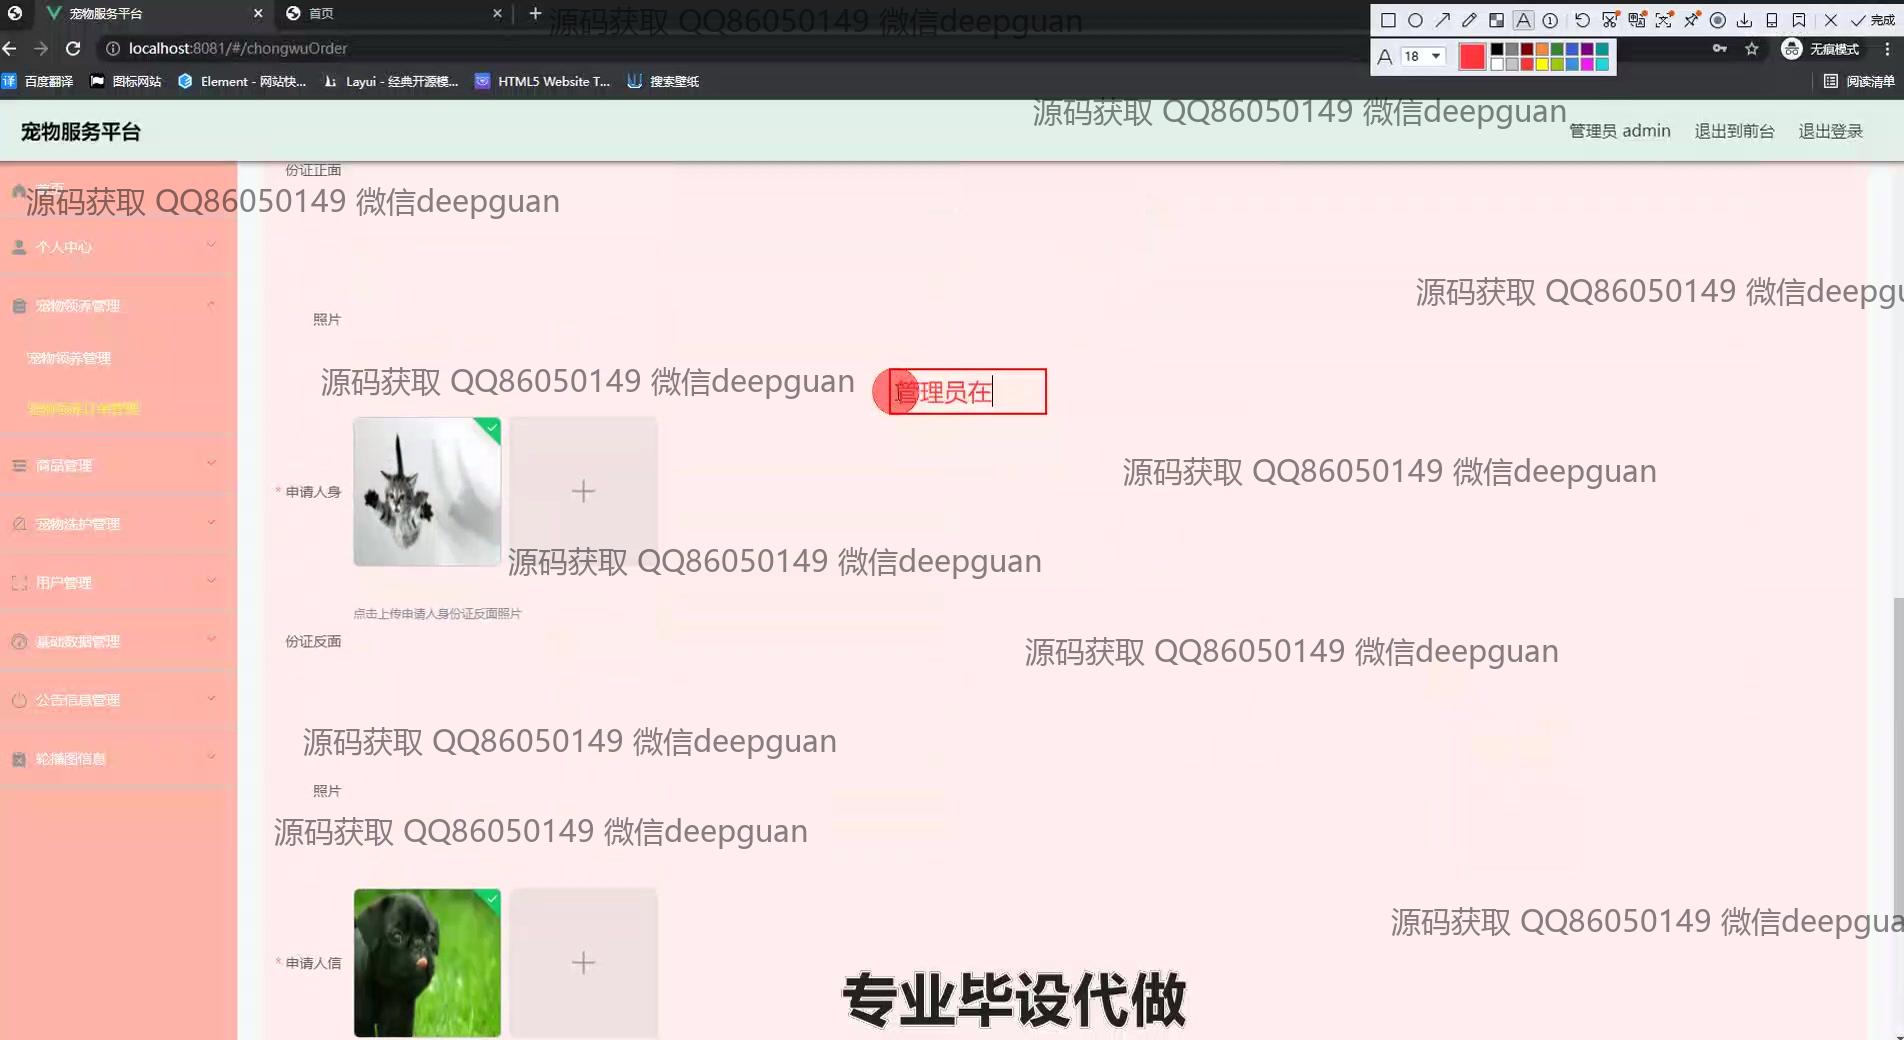 宠物服务平台
首页
源码获取 QQ86050149 微信deepguan
完成
localhost:8081/#/chongwuOrder
A 18
无痕模式
百度翻译 图标网站 Element - 网站快... Layui - 经典开源模... HTML5 Website T... 搜索壁纸
阅读清单
源码获取 QQ86050149 微信deepguan
宠物服务平台
管理员 admin 退出到前台 退出登录
份证正面
首页
源码获取 QQ86050149 微信deepguan
个人中心
源码获取 QQ86050149 微信deepgu
宠物领养管理
照片
宠物领养管理
源码获取 QQ86050149 微信deepguan
管理员在
宠物领养订单管理
商品管理
源码获取 QQ86050149 微信deepguan
* 申请人身
宠物洗护管理
源码获取 QQ86050149 微信deepguan
用户管理
点击上传申请人身份证反面照片
基础数据管理
份证反面
源码获取 QQ86050149 微信deepguan
公告信息管理
源码获取 QQ86050149 微信deepguan
轮播图信息
照片
源码获取 QQ86050149 微信deepguan
源码获取 QQ86050149 微信deepgua
* 申请人信
专业毕设代做